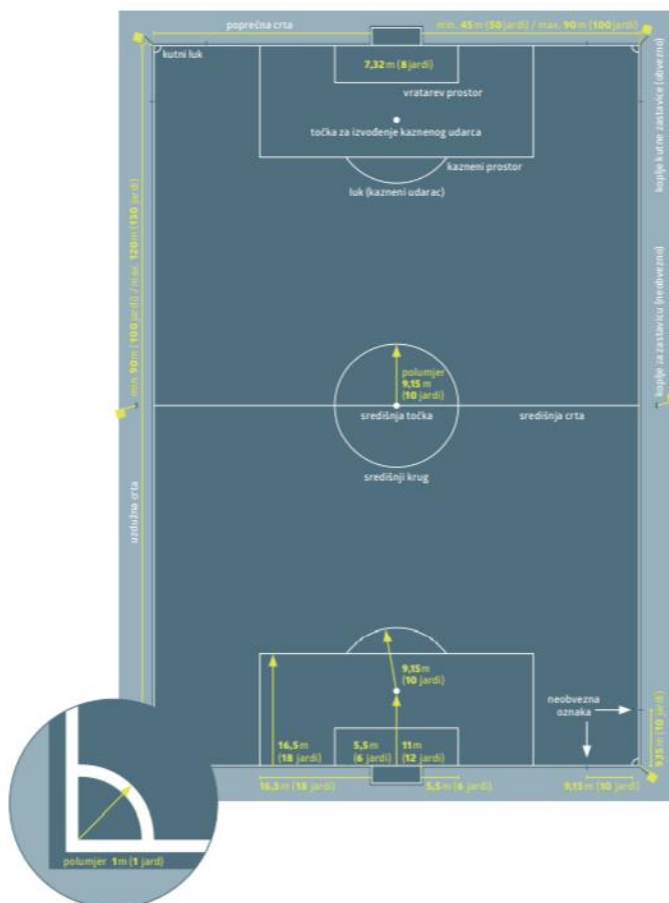 poprečna crta
min. 45 m (50 jardi) / max. 90 m (100 jardi)
kutni luk
7,32 m (8 jardi)
vratarev prostor
točka za izvođenje kaznenog udarca
kazneni prostor
luk (kazneni udarac)
koplje kutne zastavice (obvezno)
min. 90 m (100 jardi) / max. 120 m (130 jardi)
koplje za zastavicu (neobvezno)
polumjer
9,15 m
(10 jardi)
središnja točka
središnja crta
središnji krug
uzdužna crta
9,15 m
(10 jardi)
neobvezna
oznaka
16,5 m
(18 jardi)
5,5 m
(6 jardi)
11 m
(12 jardi)
9,15 m (10 jardi)
16,5 m (18 jardi)
5,5 m (6 jardi)
9,15 m (10 jardi)
polumjer 1 m (1 jard)